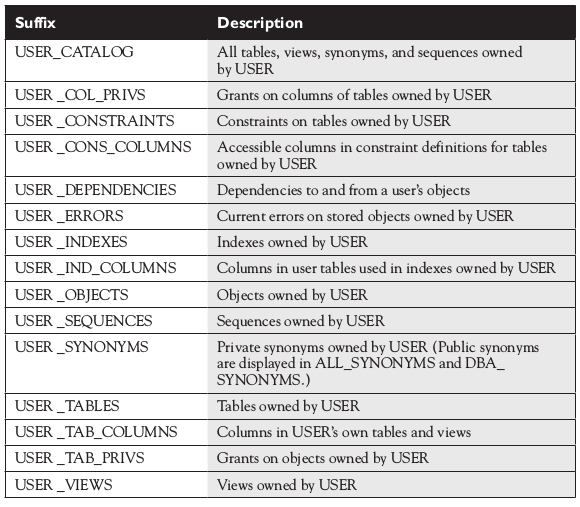 Suffix Description
USER_CATALOG All tables, views, synonyms, and sequences owned
by USER
USER _COL_PRIVS Grants on columns of tables owned by USER
USER _CONSTRAINTS Constraints on tables owned by USER
USER _CONS_COLUMNS Accessible columns in constraint definitions for tables
owned by USER
USER _DEPENDENCIES Dependencies to and from a user's objects
USER _ERRORS Current errors on stored objects owned by USER
USER _INDEXES Indexes owned by USER
USER _IND_COLUMNS Columns in user tables used in indexes owned by USER
USER _OBJECTS Objects owned by USER
USER _SEQUENCES Sequences owned by USER
USER _SYNONYMS Private synonyms owned by USER (Public synonyms
are displayed in ALL_SYNONYMS and DBA_
SYNONYMS.)
USER _TABLES Tables owned by USER
USER _TAB_COLUMNS Columns in USER's own tables and views
USER _TAB_PRIVS Grants on objects owned by USER
USER _VIEWS Views owned by USER